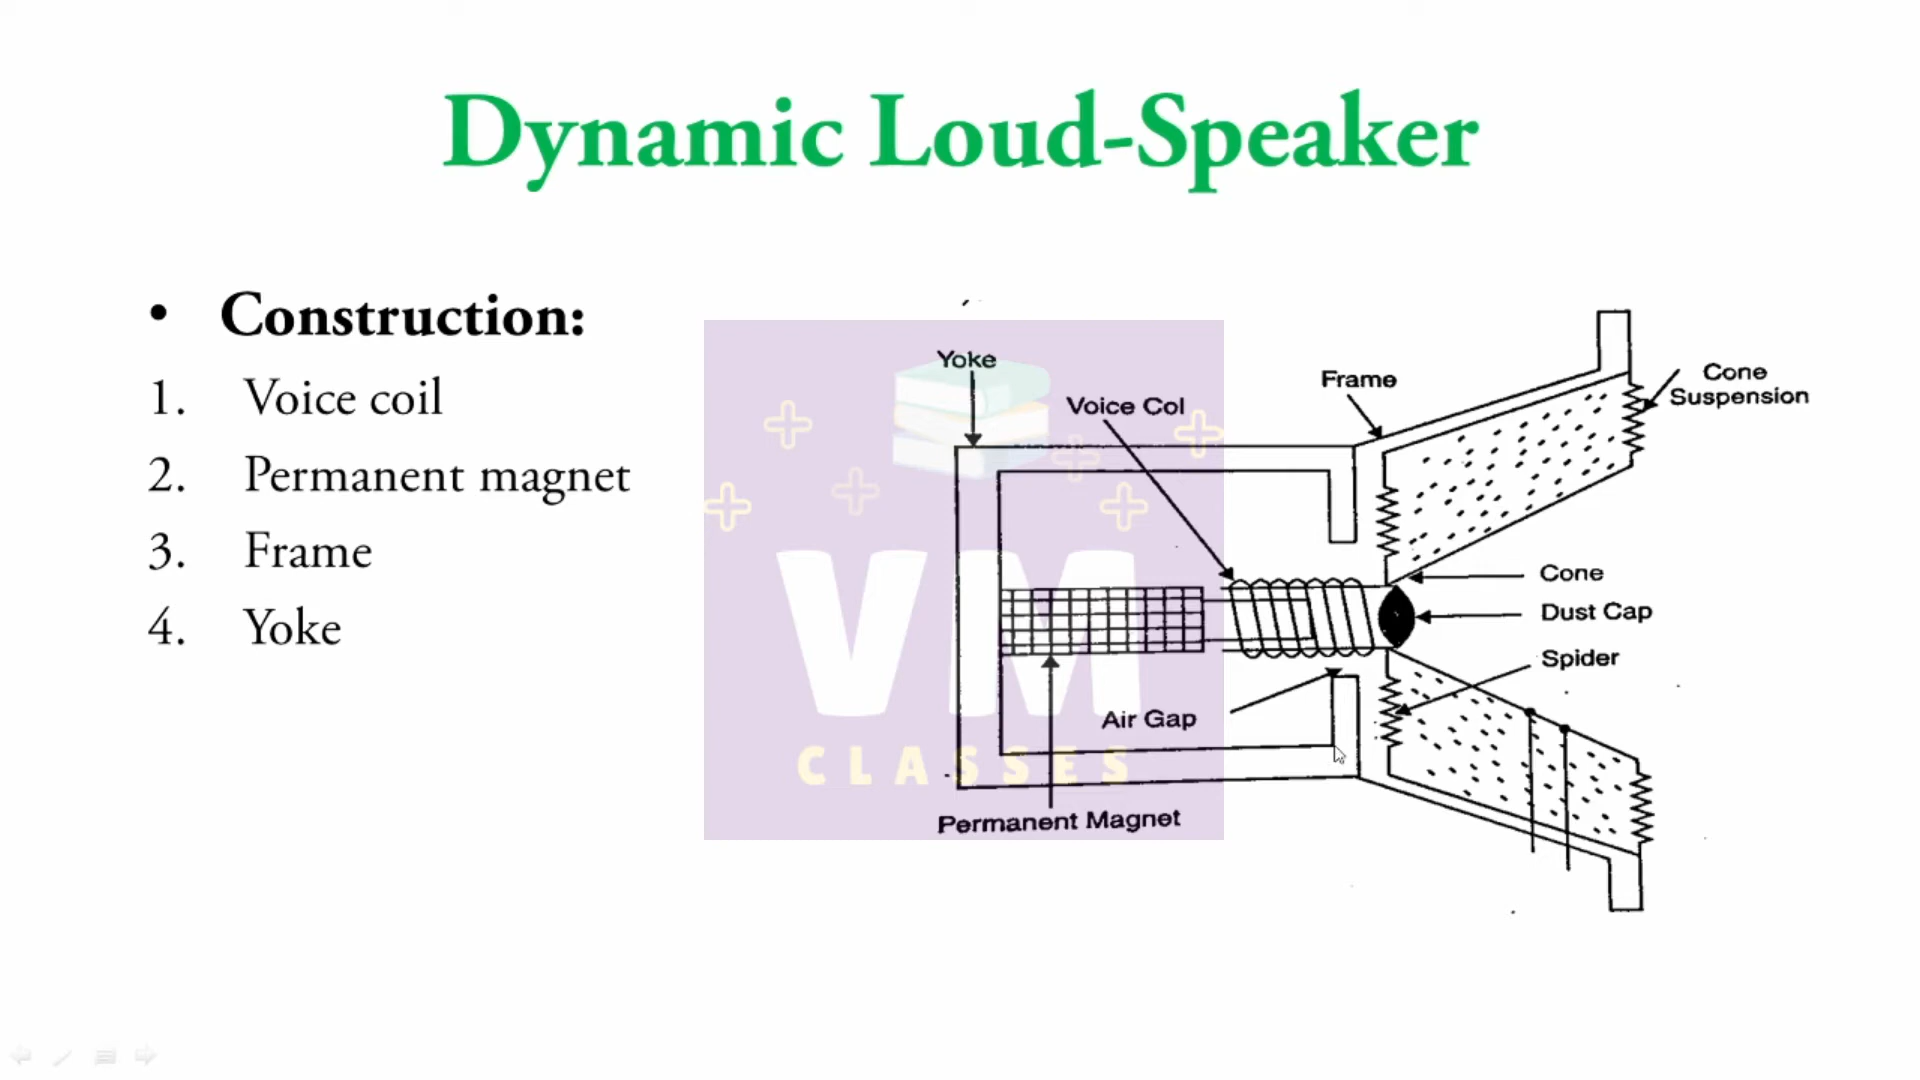 Dynamic Loud-Speaker
• Construction:
1. Voice coil
2. Permanent magnet
3. Frame
4. Yoke
Yoke
Voice Col
Frame
Cone
Suspension
Cone
Dust Cap
Spider
Air Gap
Permanent Magnet
VM
CLASSES